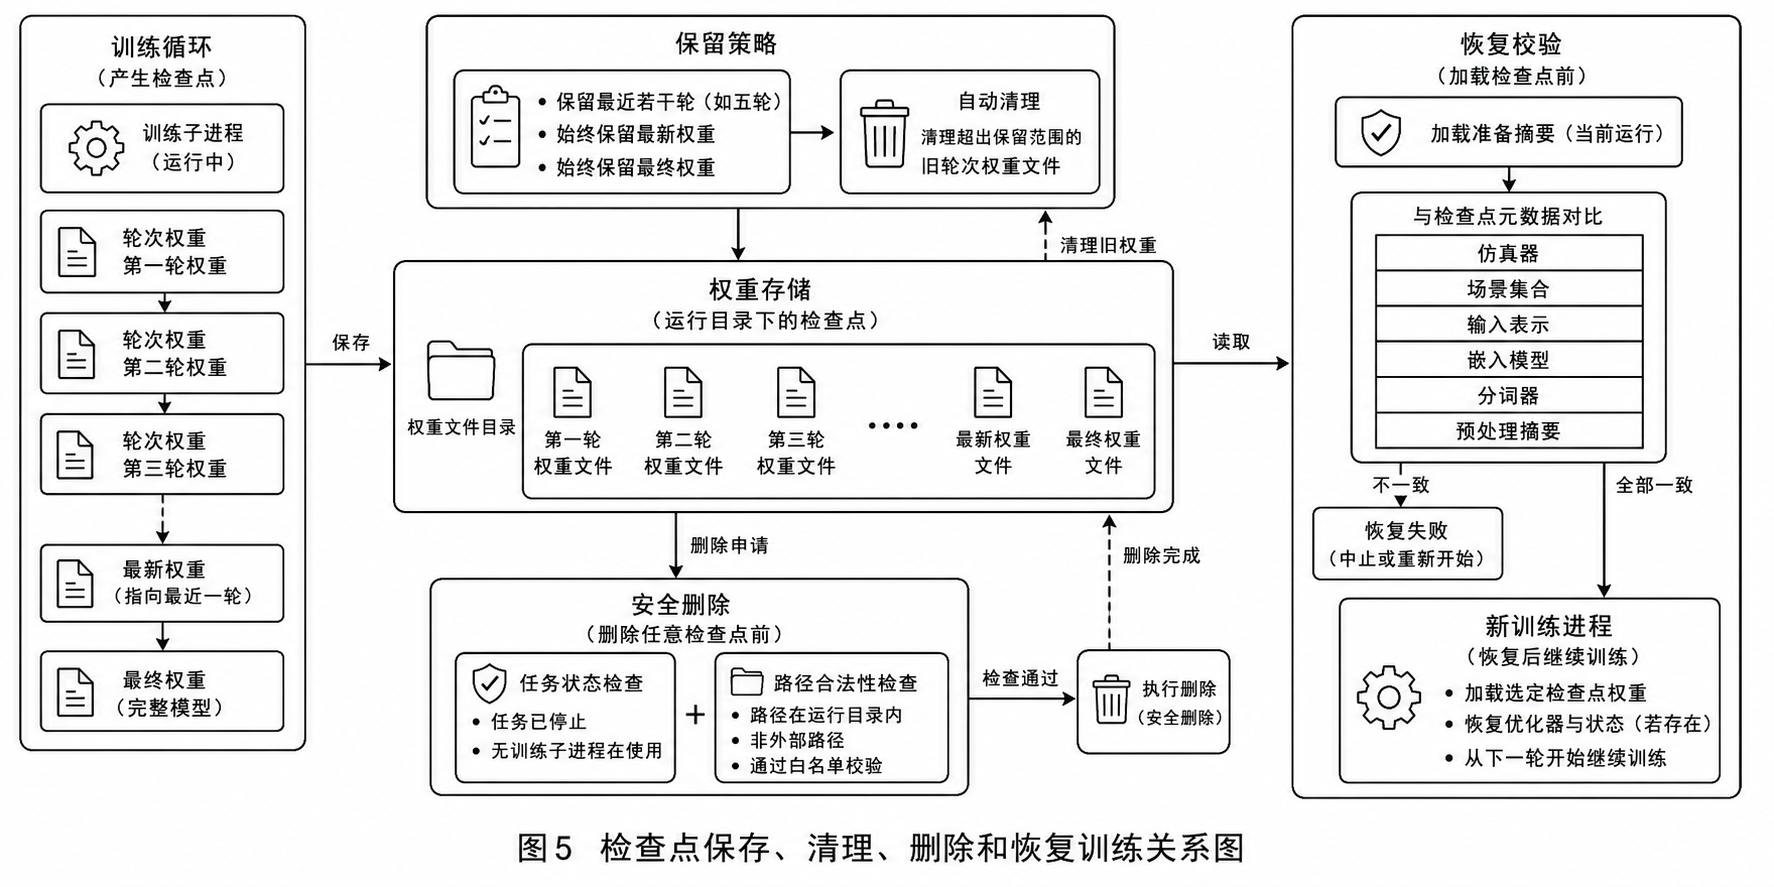 训练循环
（产生检查点）
训练子进程
（运行中）
轮次权重
第一轮权重
轮次权重
第二轮权重
轮次权重
第三轮权重
最新权重
（指向最近一轮）
最终权重
（完整模型）
保存
保留策略
• 保留最近若干轮（如五轮）
• 始终保留最新权重
• 始终保留最终权重
自动清理
清理超出保留范围的
旧轮次权重文件
清理旧权重
权重存储
（运行目录下的检查点）
权重文件目录
第一轮
权重文件
第二轮
权重文件
第三轮
权重文件
••••
最新权重
文件
最终权重
文件
删除申请
删除完成
安全删除
（删除任意检查点前）
任务状态检查
• 任务已停止
• 无训练子进程在使用
+
路径合法性检查
• 路径在运行目录内
• 非外部路径
• 通过白名单校验
检查通过
执行删除
（安全删除）
读取
恢复校验
（加载检查点前）
加载准备摘要（当前运行）
与检查点元数据对比
仿真器
场景集合
输入表示
嵌入模型
分词器
预处理摘要
不一致
全部一致
恢复失败
（中止或重新开始）
新训练进程
（恢复后继续训练）
• 加载选定检查点权重
• 恢复优化器与状态（若存在）
• 从下一轮开始继续训练
图5 检查点保存、清理、删除和恢复训练关系图